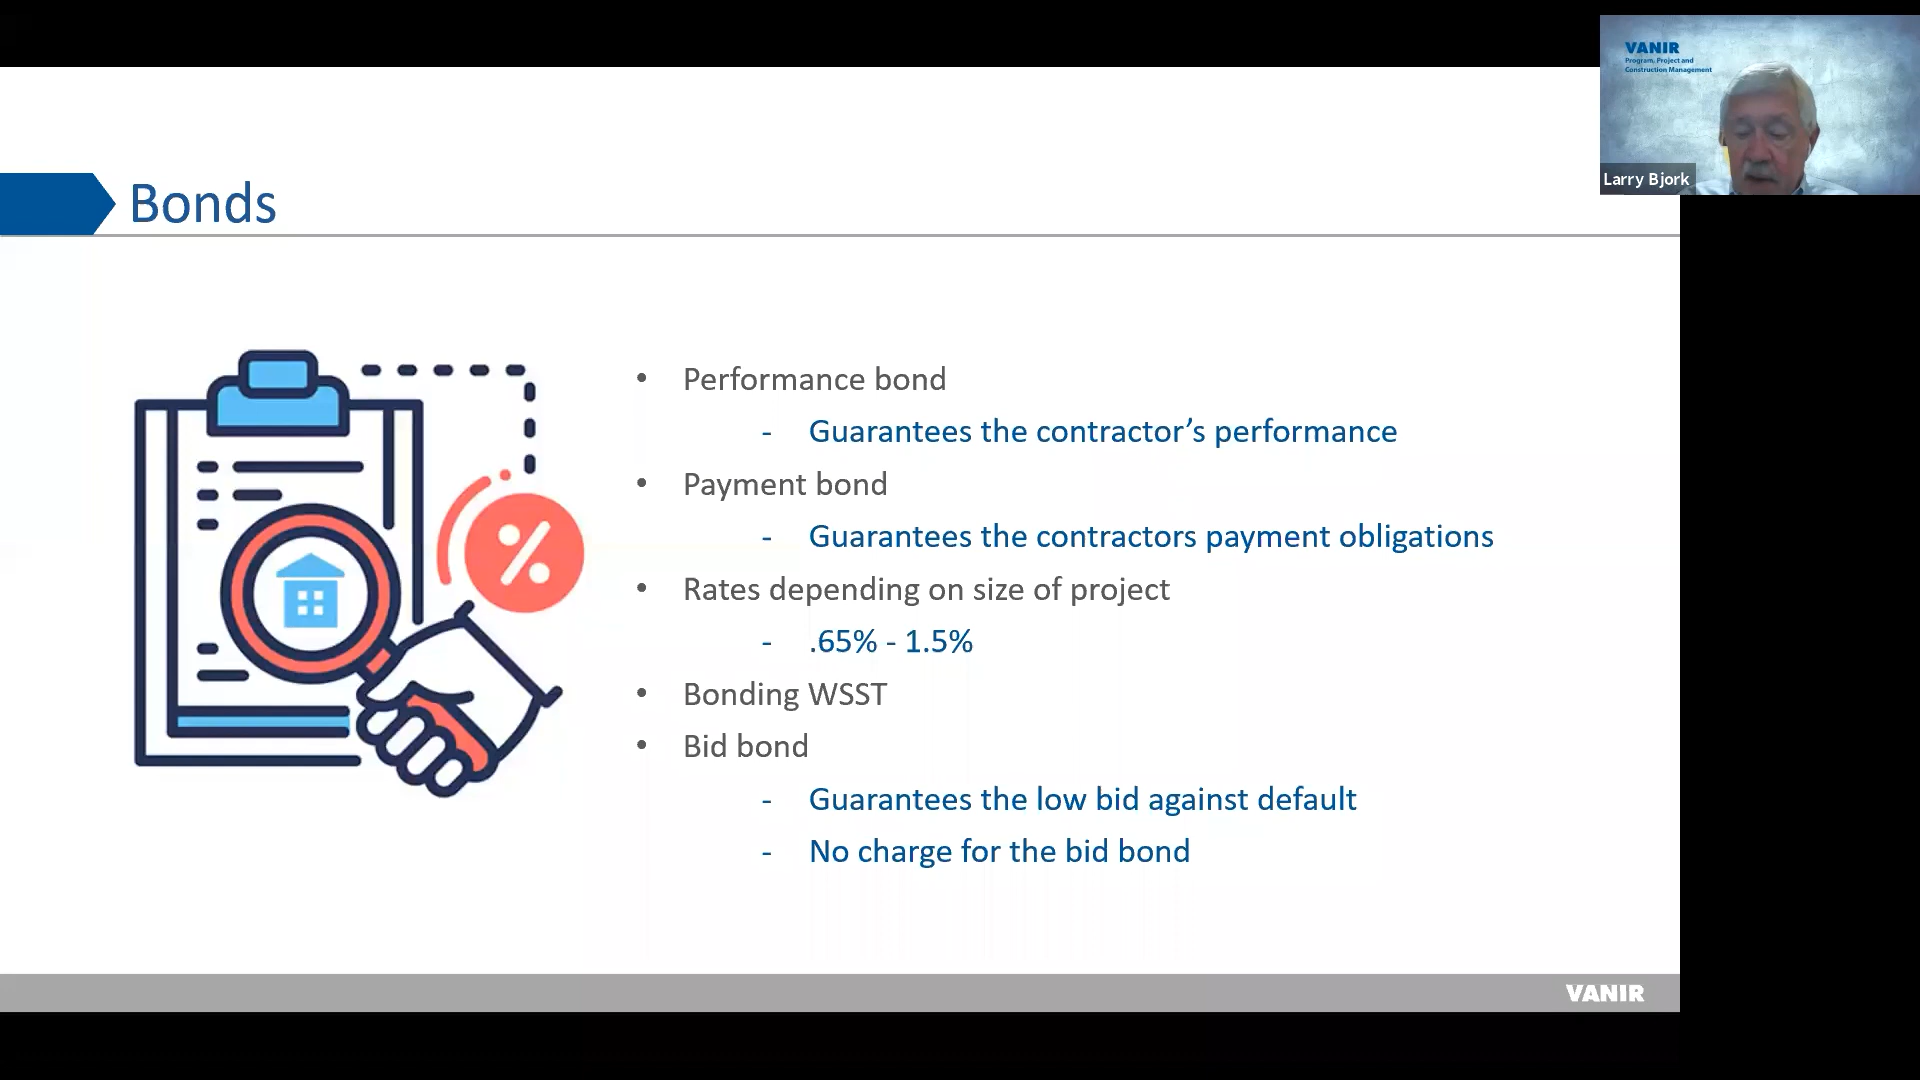 VANIR
Program, Project and
Construction Management
Larry Bjork
Bonds
%
• Performance bond
- Guarantees the contractor’s performance
• Payment bond
- Guarantees the contractors payment obligations
• Rates depending on size of project
- .65% - 1.5%
• Bonding WSST
• Bid bond
- Guarantees the low bid against default
- No charge for the bid bond
VANIR